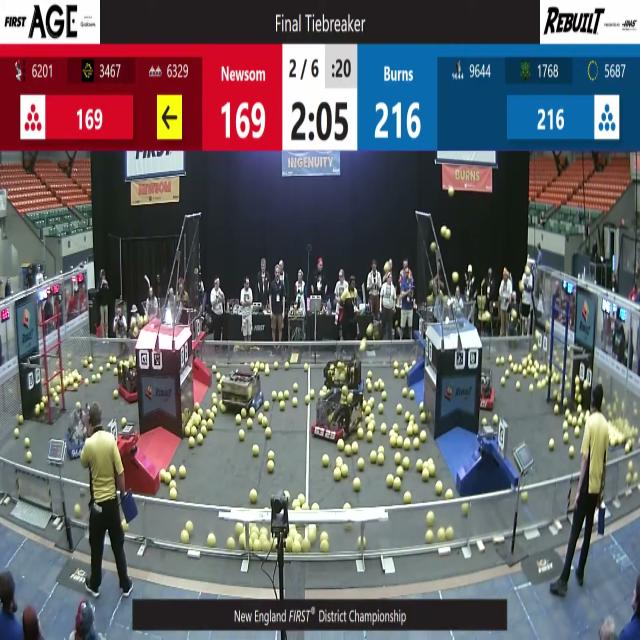 FIRST AGE
Final Tiebreaker
REBUILT
6201 3467 6329
Newsom
2 / 6 :20
Burns
9644 1768 5687
169
169
2:05
216
216
INGENUITY
NEWSOM
BURNS
FIRST
New England FIRST® District Championship